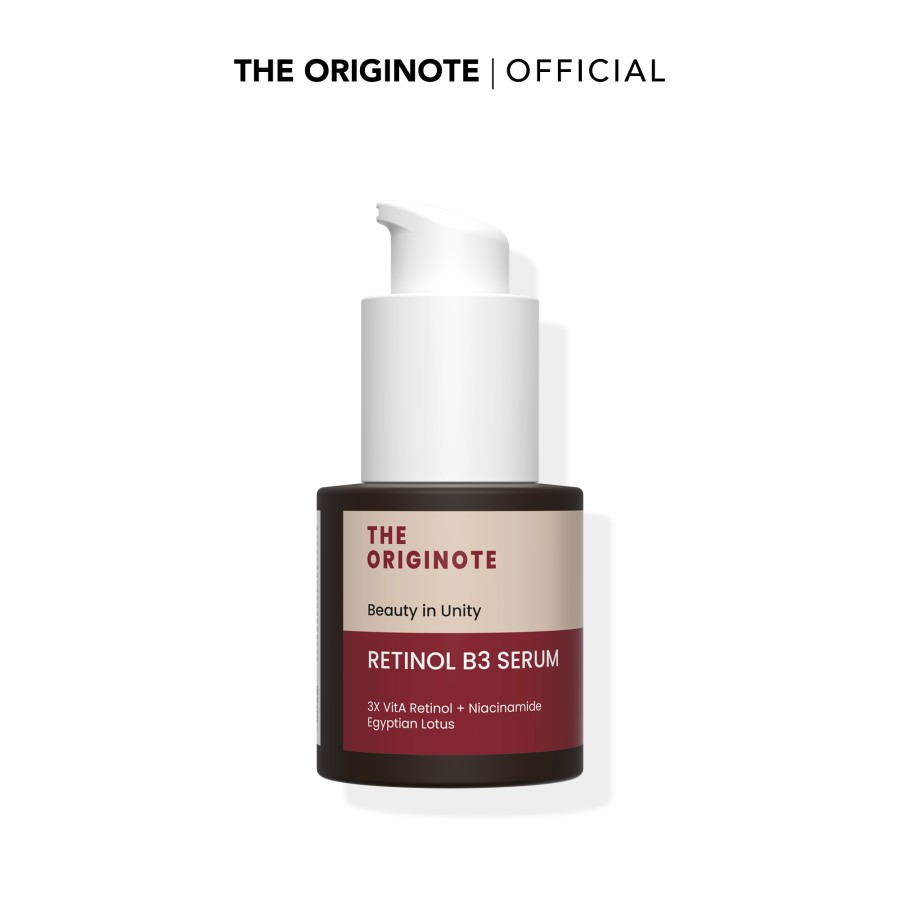 THE ORIGINOTE | OFFICIAL
THE
ORIGINOTE
Beauty in Unity
RETINOL B3 SERUM
3X VitA Retinol + Niacinamide
Egyptian Lotus